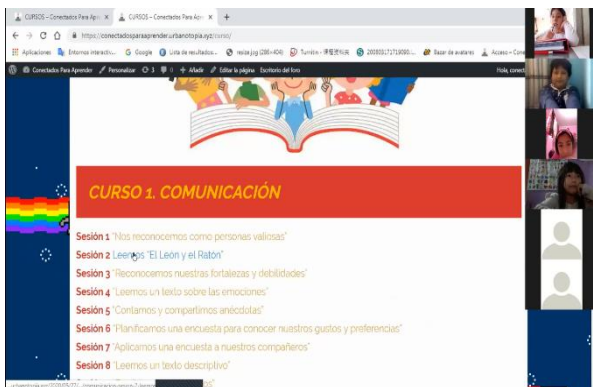 CURSOS – Conectados Para Apr
CURSOS – Conectados Para Apr
https://conectadosparaaprender.urbanotopia.xyz/curso/
Aplicaciones
Google
Lista de resultados...
Bazar de avatares
Conectados Para Aprender
Personalizar
3
0
Añadir
Editar la página
Escritorio del foro
Hola, conect
CURSO 1. COMUNICACIÓN
Sesión 1 "Nos reconocemos como personas valiosas"
Sesión 2 Leemos "El León y el Ratón"
Sesión 3 "Reconocemos nuestras fortalezas y debilidades"
Sesión 4 "Leemos un texto sobre las emociones"
Sesión 5 "Contamos y compartimos anécdotas"
Sesión 6 "Planificamos una encuesta para conocer nuestros gustos y preferencias"
Sesión 7 "Aplicamos una encuesta a nuestros compañeros"
Sesión 8 "Leemos un texto descriptivo"